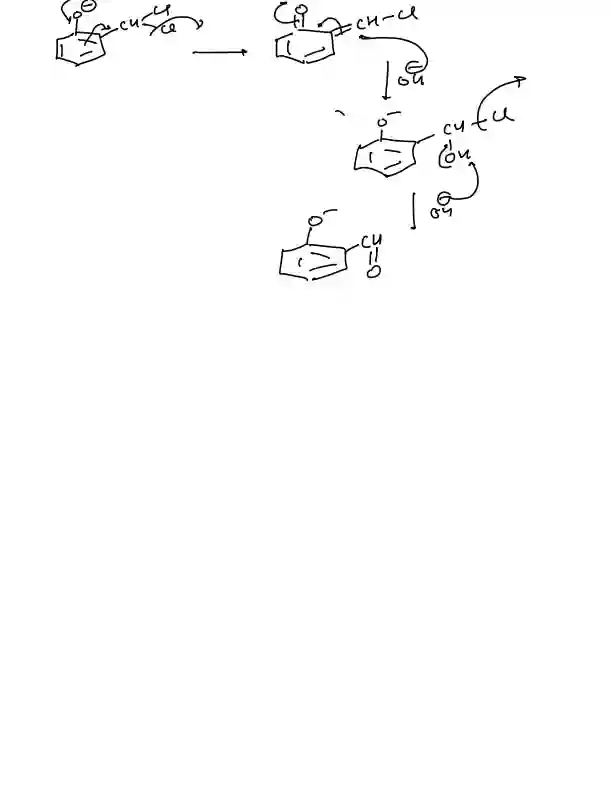 O⊖ CH Cl Cl
O CH-Cl
OH⊖
O⁻ CH-Cl
OH
OH⊖
O⁻ CH
O